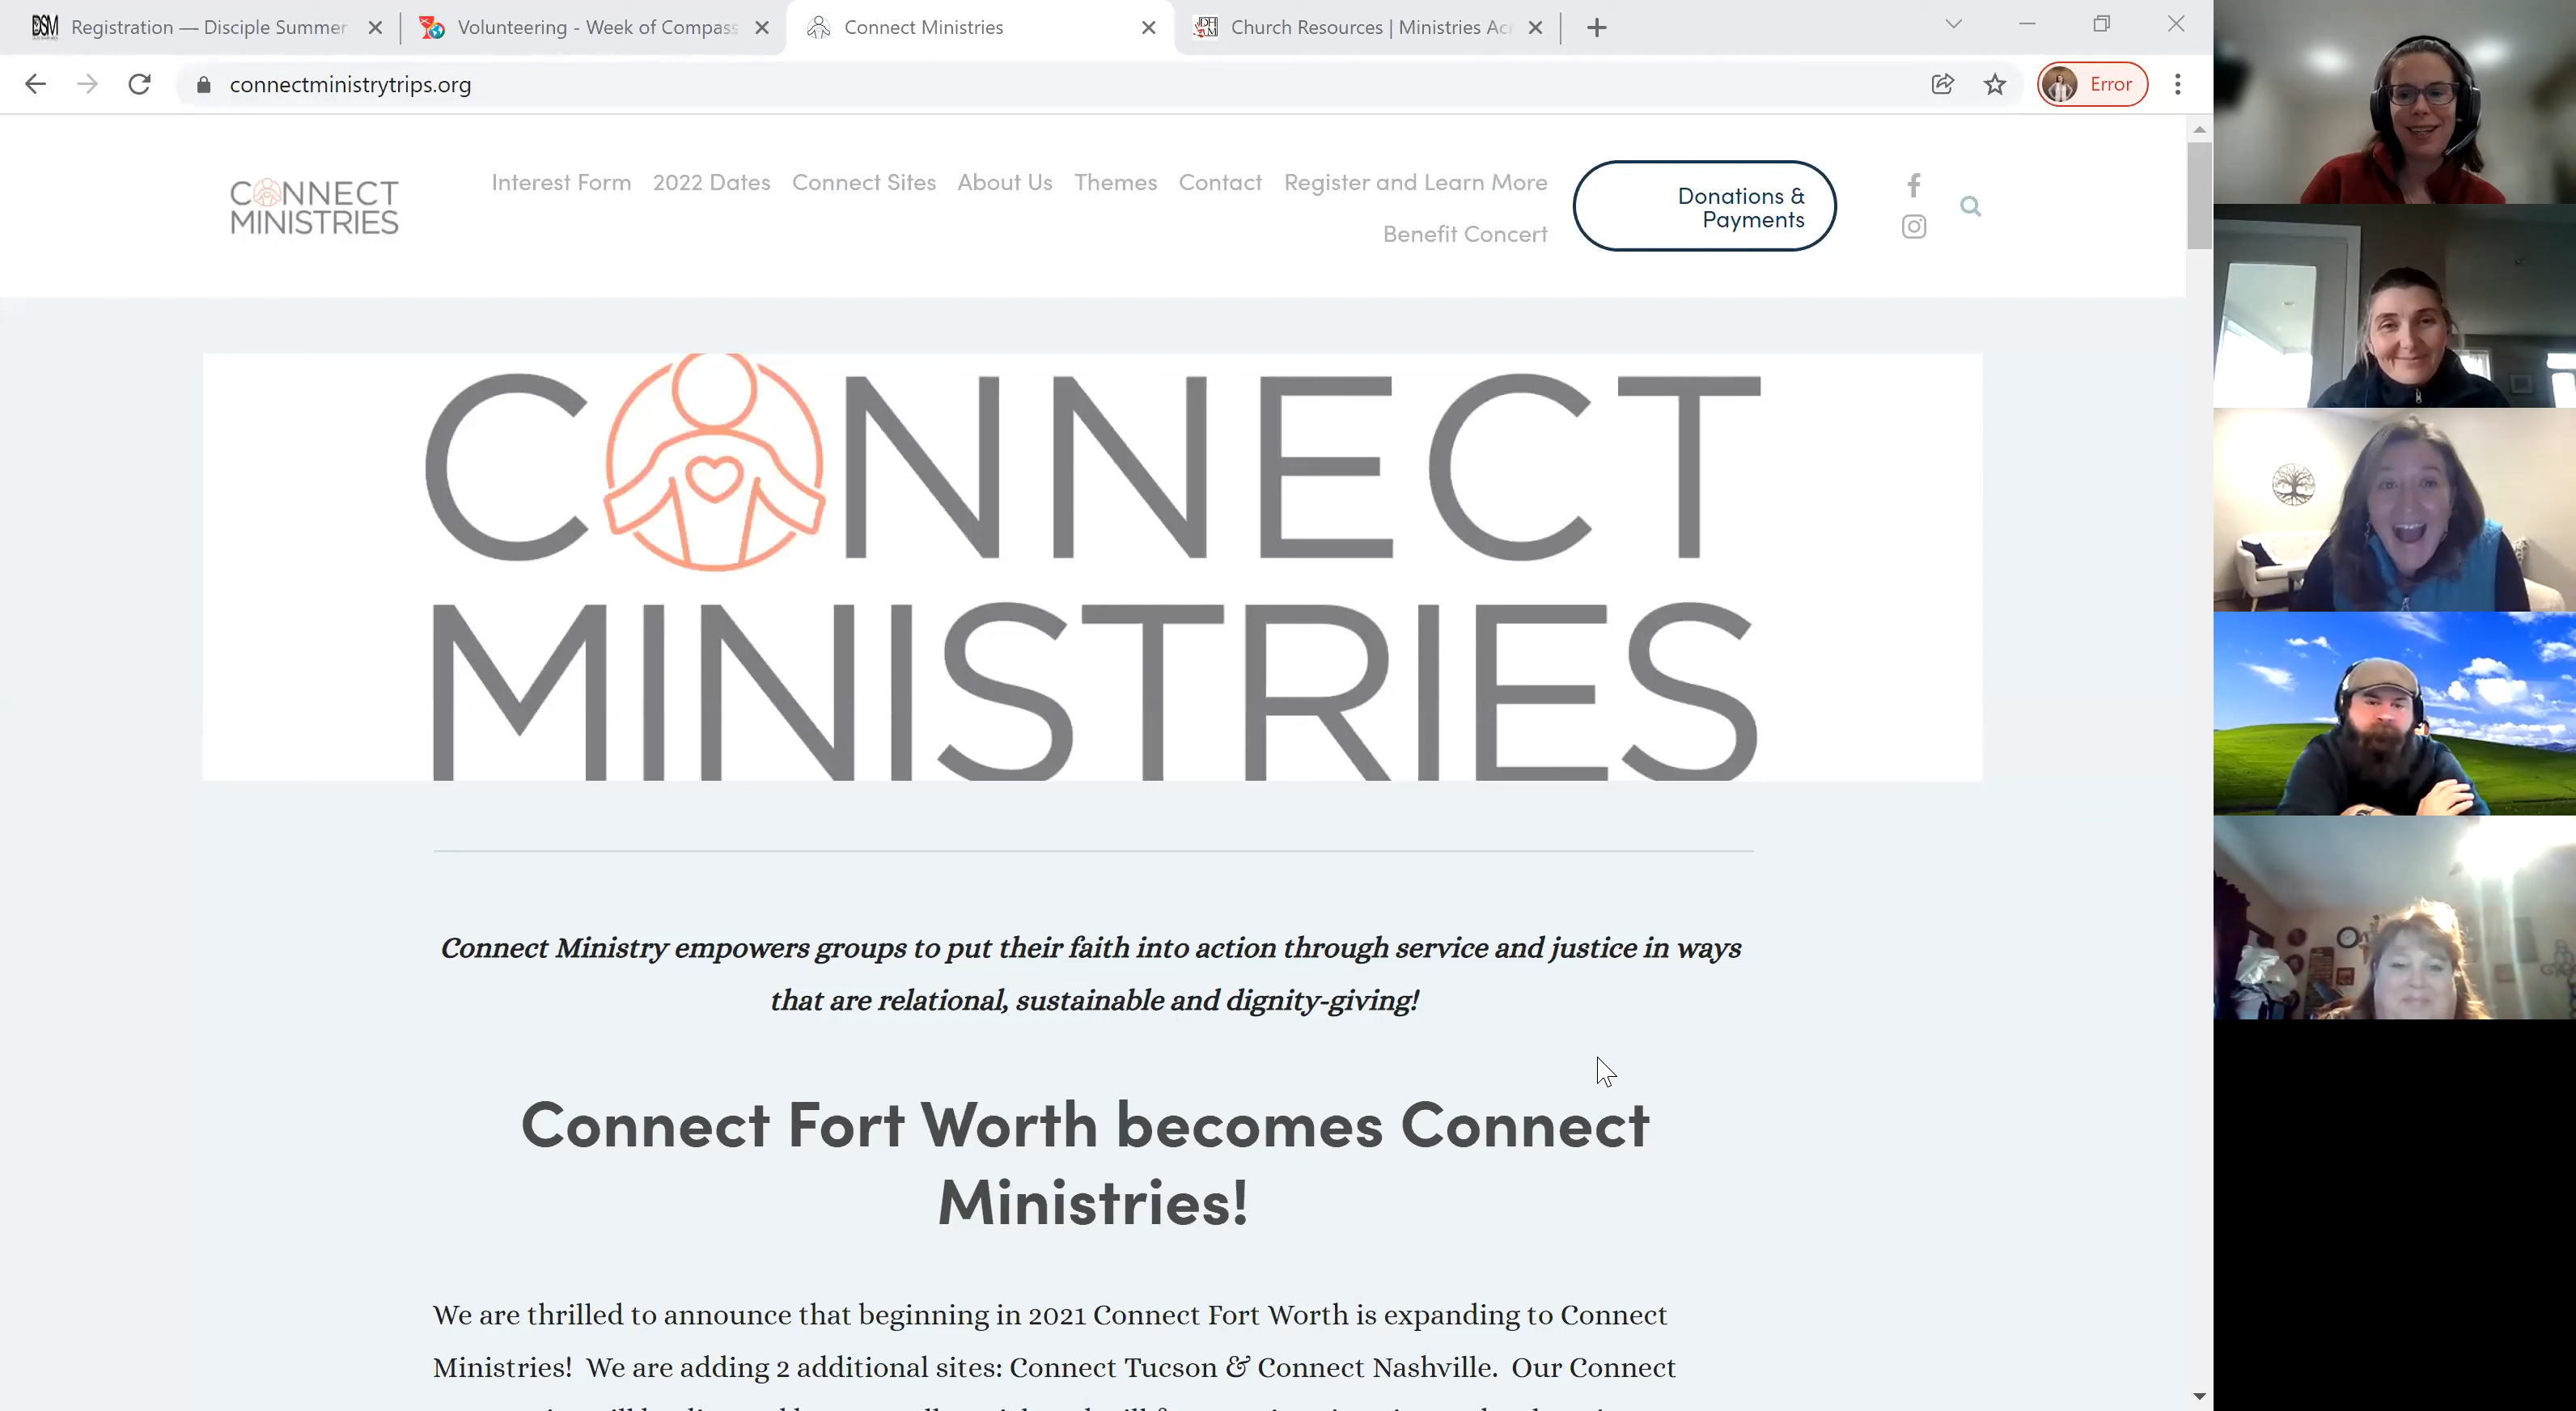 Registration — Disciple Summer
Volunteering - Week of Compass
Connect Ministries
Church Resources | Ministries Acr
connectministrytrips.org
Error
CONNECT
MINISTRIES
Interest Form 2022 Dates Connect Sites About Us Themes Contact Register and Learn More
Benefit Concert
Donations &
Payments
CONNECT
MINISTRIES
Connect Ministry empowers groups to put their faith into action through service and justice in ways
that are relational, sustainable and dignity-giving!
Connect Fort Worth becomes Connect
Ministries!
We are thrilled to announce that beginning in 2021 Connect Fort Worth is expanding to Connect
Ministries! We are adding 2 additional sites: Connect Tucson & Connect Nashville. Our Connect